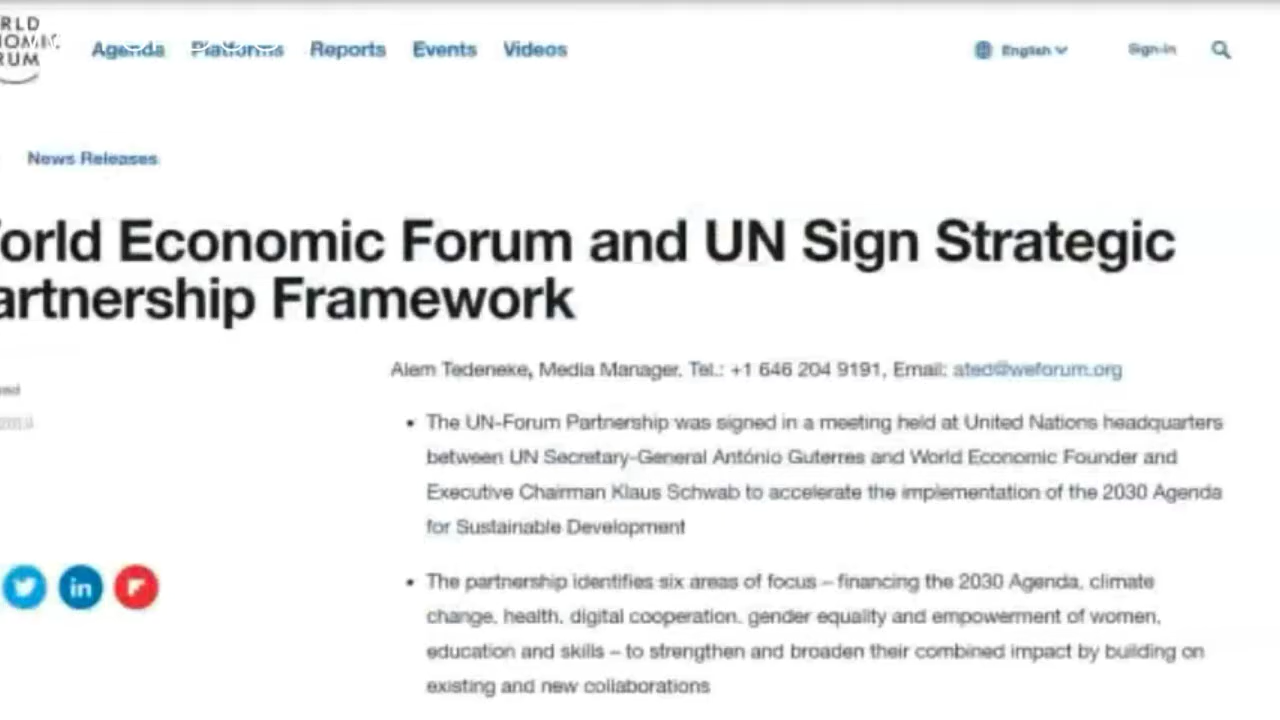 RLD
FORUM
Agenda Platforms Reports Events Videos
English
Sign-in
News Releases
orld Economic Forum and UN Sign Strategic
artnership Framework
Alem Tedeneke, Media Manager. Tel.: +1 646 204 9191, Email: ated@weforum.org
• The UN-Forum Partnership was signed in a meeting held at United Nations headquarters
between UN Secretary-General António Guterres and World Economic Founder and
Executive Chairman Klaus Schwab to accelerate the implementation of the 2030 Agenda
for Sustainable Development
in
• The partnership identifies six areas of focus – financing the 2030 Agenda, climate
change, health, digital cooperation, gender equality and empowerment of women,
education and skills – to strengthen and broaden their combined impact by building on
existing and new collaborations